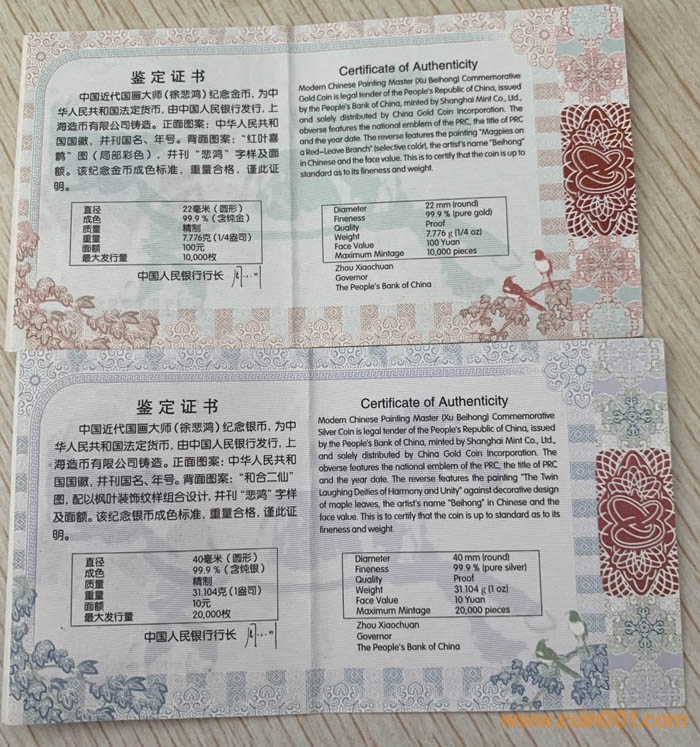 鉴定证书
中国近代国画大师（徐悲鸿）纪念金币，为中
华人民共和国法定货币，由中国人民银行发行，上
海造币有限公司铸造。正面图案：中华人民共和
国国徽，并刊国名、年号。背面图案：“红叶喜
鹊”图（局部彩色），并刊“悲鸿”字样及面
额。该纪念金币成色标准，重量合格，谨此证
明。
直径 22毫米（圆形）
成色 99.9％（含纯金）
质量 精制
重量 7.776克（1/4盎司）
面额 100元
最大发行量 10,000枚
中国人民银行行长
Certificate of Authenticity
Modern Chinese Painting Master (Xu Beihong) Commemorative
Gold Coin is legal tender of the People's Republic of China, issued
by the People's Bank of China, minted by Shanghai Mint Co., Ltd.,
and solely distributed by China Gold Coin Incorporation. The
obverse features the national emblem of the PRC, the title of PRC
and the year date. The reverse features the painting "Magpies on
a Red-Leave Branch" (selective color), the artist's name "Beihong"
in Chinese and the face value. This is to certify that the coin is up to
standard as to its fineness and weight.
Diameter 22 mm (round)
Fineness 99.9 % (pure gold)
Quality Proof
Weight 7.776 g (1/4 oz)
Face Value 100 Yuan
Maximum Mintage 10,000 pieces
Zhou Xiaochuan
Governor
The People's Bank of China
鉴定证书
中国近代国画大师（徐悲鸿）纪念银币，为中
华人民共和国法定货币，由中国人民银行发行，上
海造币有限公司铸造。正面图案：中华人民共和
国国徽，并刊国名、年号。背面图案：“和合二仙”
图，配以枫叶装饰纹样组合设计，并刊“悲鸿”字样
及面额。该纪念银币成色标准，重量合格，谨此证
明。
直径 40毫米（圆形）
成色 99.9％（含纯银）
质量 精制
重量 31.104克（1盎司）
面额 10元
最大发行量 20,000枚
中国人民银行行长
Certificate of Authenticity
Modern Chinese Painting Master (Xu Beihong) Commemorative
Silver Coin is legal tender of the People's Republic of China, issued
by the People's Bank of China, minted by Shanghai Mint Co., Ltd.,
and solely distributed by China Gold Coin Incorporation. The
obverse features the national emblem of the PRC, the title of PRC
and the year date. The reverse features the painting "The Twin
Laughing Deities of Harmony and Unity" against decorative design
of maple leaves, the artist's name "Beihong" in Chinese and the
face value. This is to certify that the coin is up to standard as to its
fineness and weight.
Diameter 40 mm (round)
Fineness 99.9 % (pure silver)
Quality Proof
Weight 31.104 g (1 oz)
Face Value 10 Yuan
Maximum Mintage 20,000 pieces
Zhou Xiaochuan
Governor
The People's Bank of China